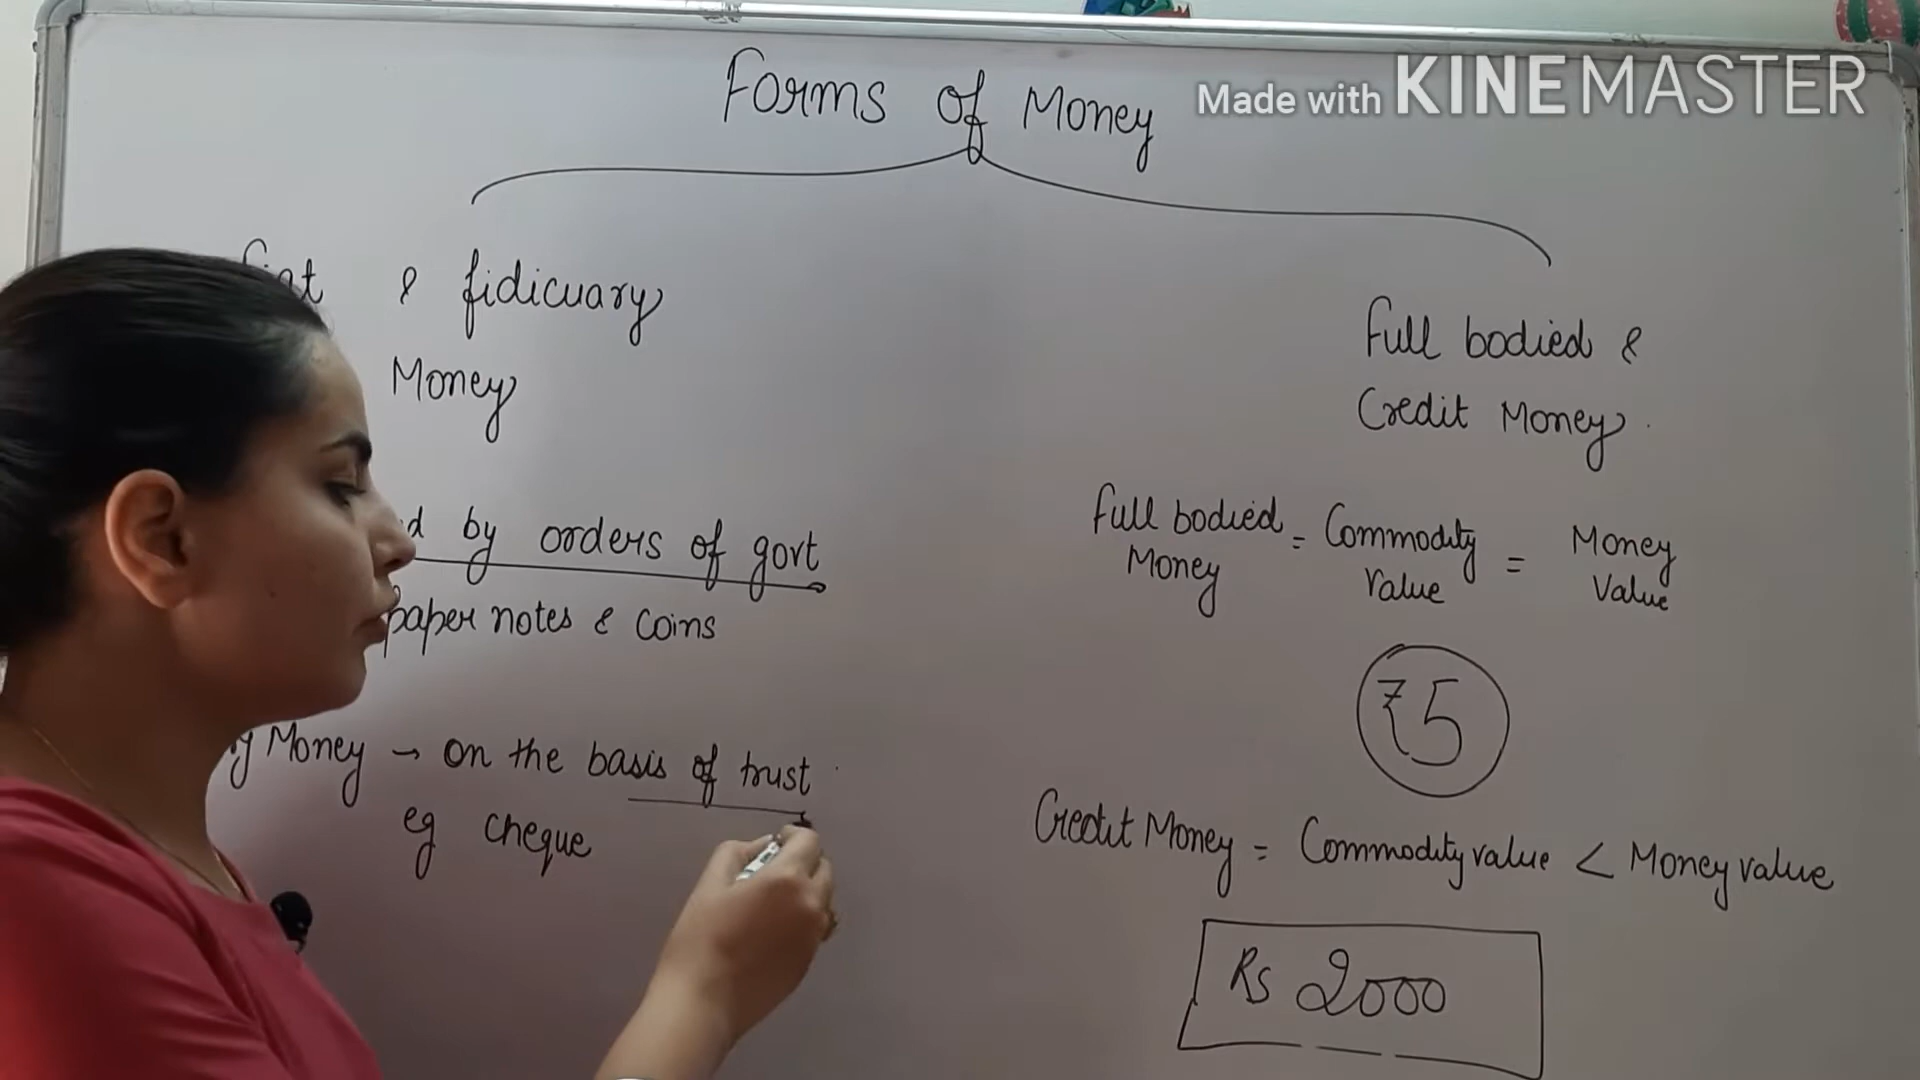 Forms of Money
Made with KINEMASTER
& fidicuary
Money
by orders of govt
paper notes & coins
Money → on the basis of trust
eg cheque
Full bodied &
Credit Money.
Full bodied Money = Commodity Value = Money Value
₹5
Credit Money = Commodity value < Money value
Rs 2000